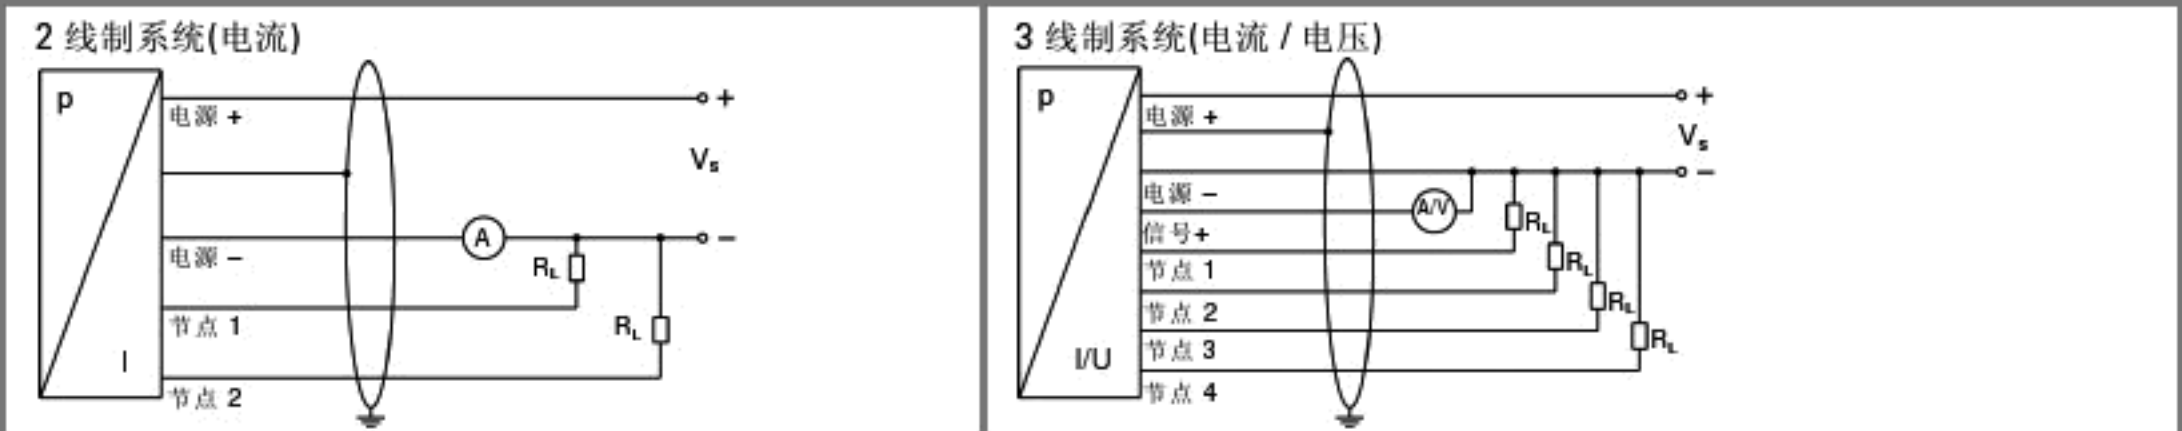 2 线制系统(电流)
p
电源 +
+
Vs
A
−
电源 −
RL
节点 1
RL
I
节点 2
3 线制系统(电流 / 电压)
p
+
电源 +
Vs
−
电源 −
A/V
RL
信号+
RL
节点 1
RL
节点 2
RL
节点 3
I/U
节点 4